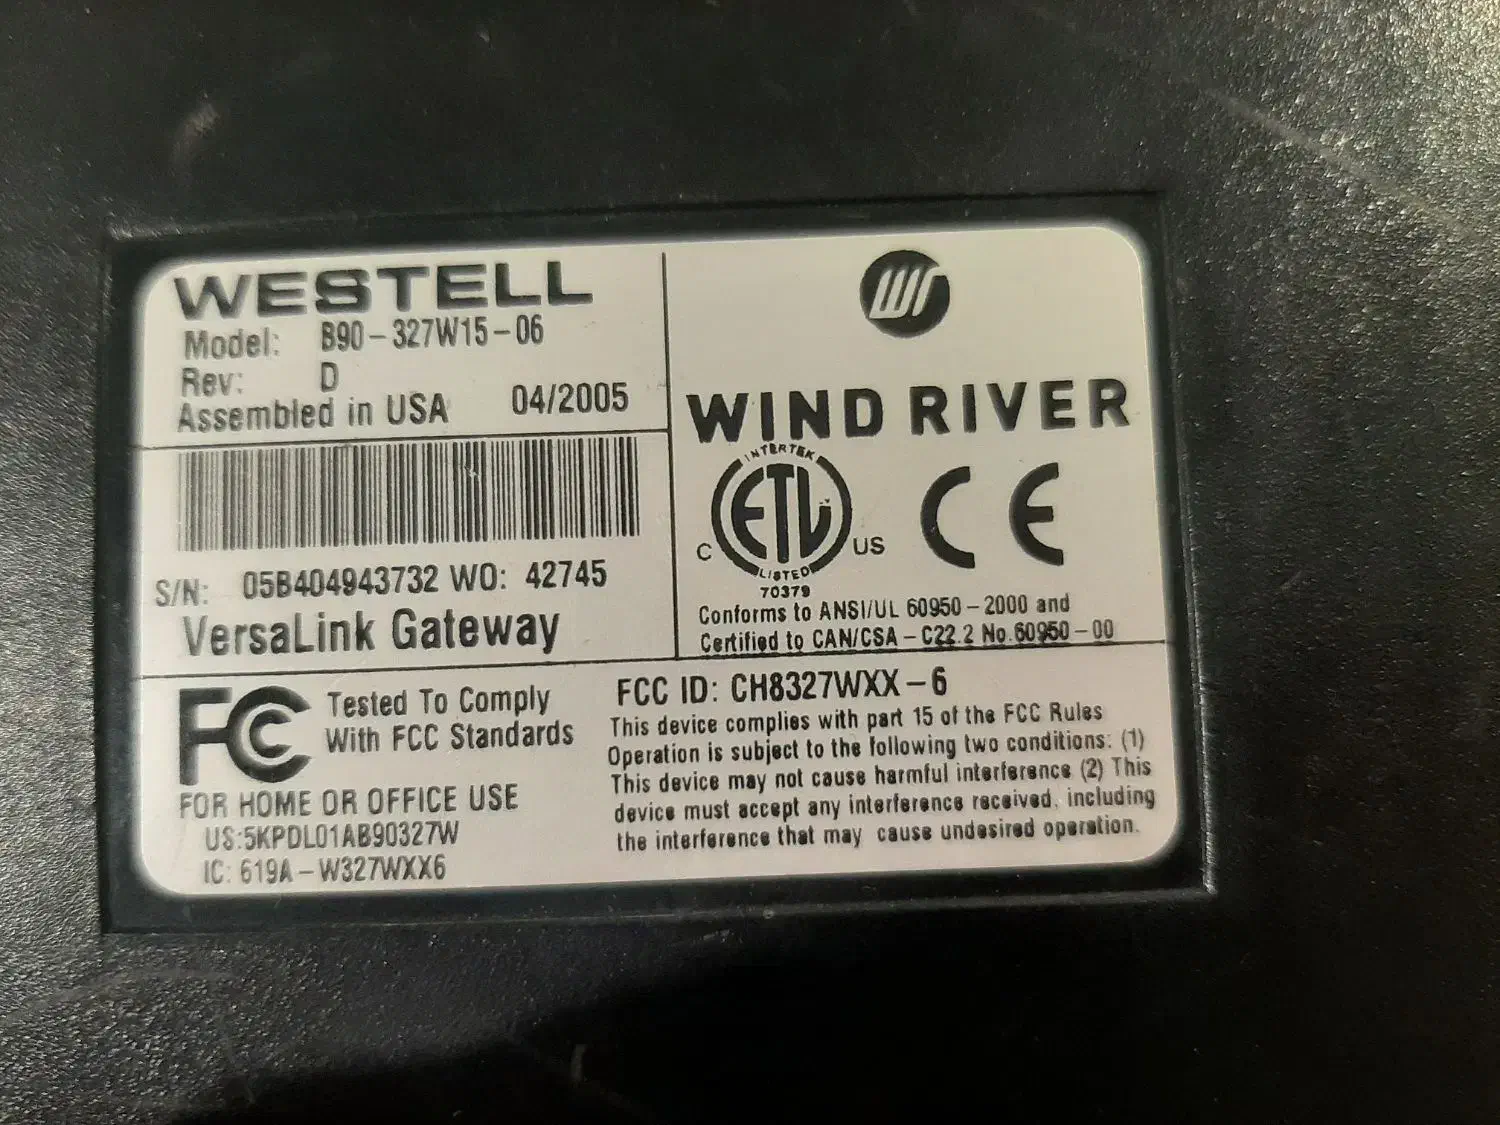 WESTELL
Model: B90-327W15-06
Rev: D
Assembled in USA 04/2005
S/N: 05B404943732 WO: 42745
VersaLink Gateway
WIND RIVER
INTERTEK
ETL
C US
LISTED
70379
CE
Conforms to ANSI/UL 60950-2000 and
Certified to CAN/CSA-C22.2 No.60950-00
FC Tested To Comply
With FCC Standards
FOR HOME OR OFFICE USE
US:5KPDL01AB90327W
IC: 619A-W327WXX6
FCC ID: CH8327WXX-6
This device complies with part 15 of the FCC Rules
Operation is subject to the following two conditions: (1)
This device may not cause harmful interference (2) This
device must accept any interference received, including
the interference that may cause undesired operation.